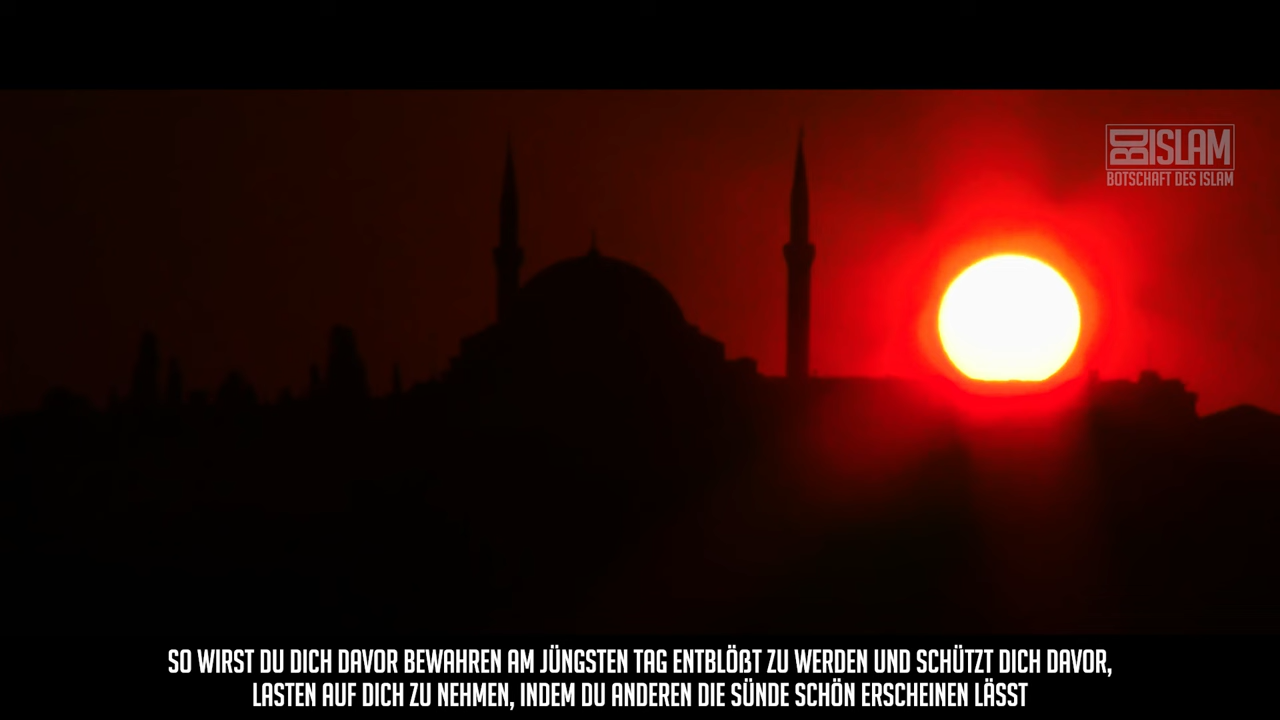 BDISLAM
BOTSCHAFT DES ISLAM
SO WIRST DU DICH DAVOR BEWAHREN AM JÜNGSTEN TAG ENTBLÖßT ZU WERDEN UND SCHÜTZT DICH DAVOR,
LASTEN AUF DICH ZU NEHMEN, INDEM DU ANDEREN DIE SÜNDE SCHÖN ERSCHEINEN LÄSST